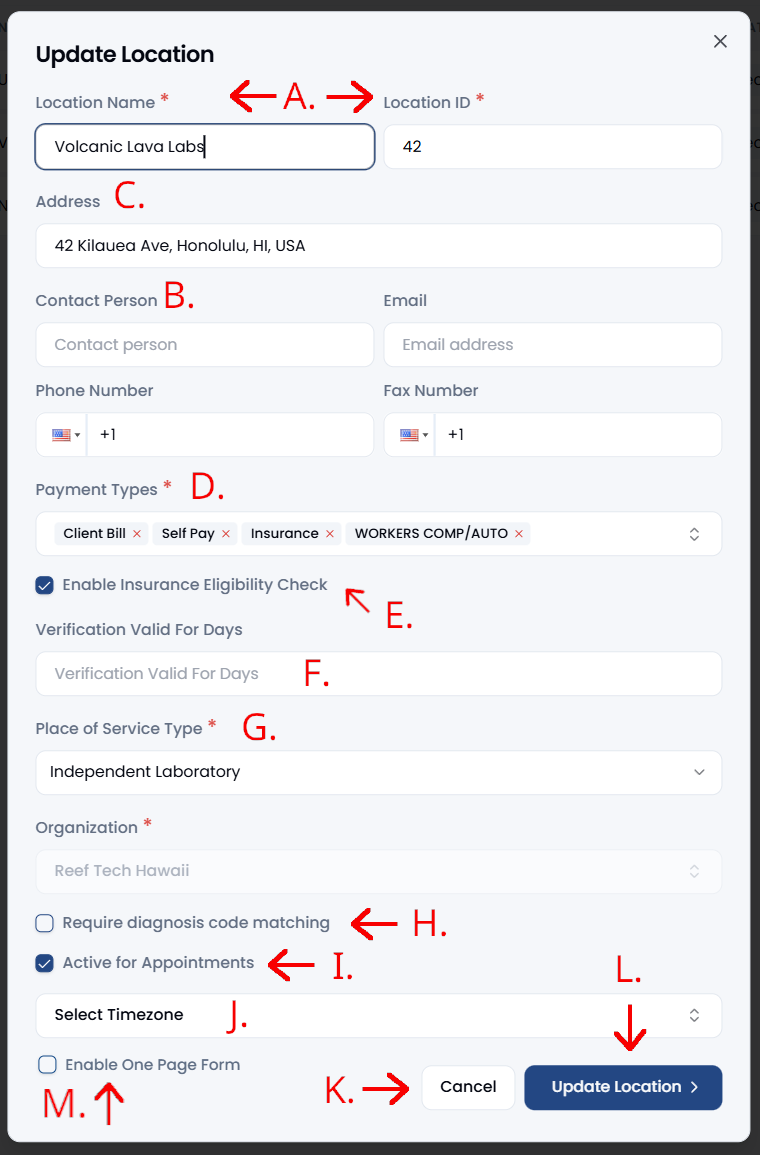 Update Location
Location Name * ← A. → Location ID *
Volcanic Lava Labs 42
Address C.
42 Kilauea Ave, Honolulu, HI, USA
Contact Person B. Email
Contact person Email address
Phone Number Fax Number
+1 +1
Payment Types * D.
Client Bill × Self Pay × Insurance × WORKERS COMP/AUTO ×
Enable Insurance Eligibility Check
E.
Verification Valid For Days
Verification Valid For Days F.
Place of Service Type * G.
Independent Laboratory
Organization *
Reef Tech Hawaii
Require diagnosis code matching ← H.
Active for Appointments ← I.
L.
Select Timezone J.
Enable One Page Form
M. K. → Cancel Update Location >